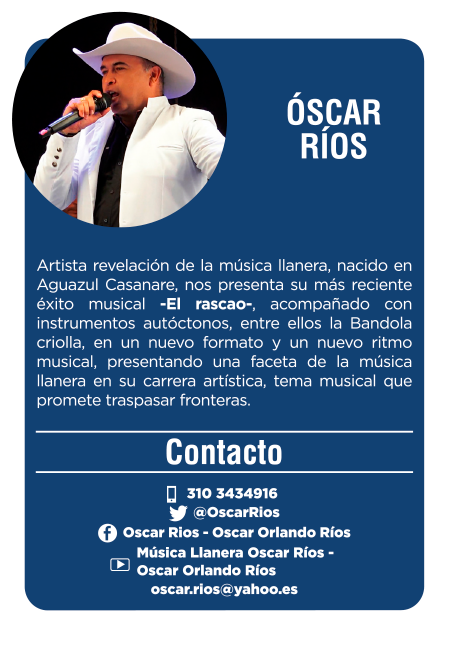 ÓSCAR
RÍOS
Artista revelación de la música llanera, nacido en
Aguazul Casanare, nos presenta su más reciente
éxito musical -El rascao-, acompañado con
instrumentos autóctonos, entre ellos la Bandola
criolla, en un nuevo formato y un nuevo ritmo
musical, presentando una faceta de la música
llanera en su carrera artística, tema musical que
promete traspasar fronteras.
Contacto
310 3434916
@OscarRios
Oscar Rios - Oscar Orlando Ríos
Música Llanera Oscar Ríos -
Oscar Orlando Ríos
oscar.rios@yahoo.es